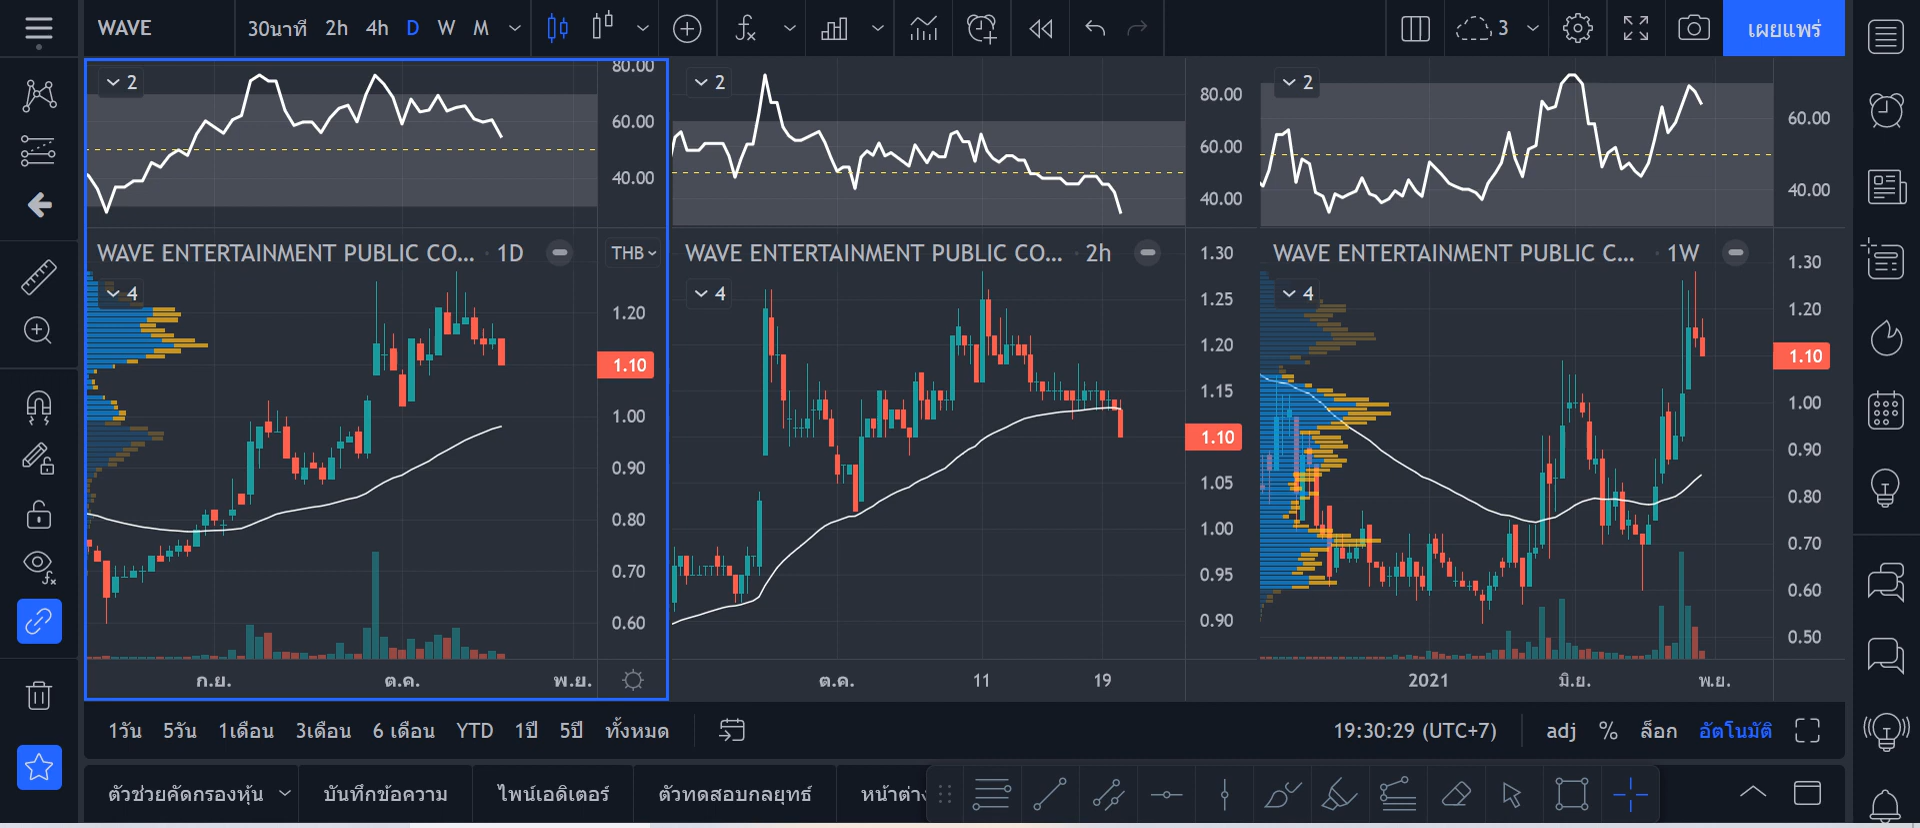 WAVE 30นาที 2h 4h D W M 3 เผยแพร่
2 80.00 60.00 40.00
2 80.00 60.00 40.00
2 60.00 40.00
WAVE ENTERTAINMENT PUBLIC CO... · 1D THB
4
1.20
1.10
1.00
0.90
0.80
0.70
0.60
ก.ย. ต.ค. พ.ย.
WAVE ENTERTAINMENT PUBLIC CO... · 2h
4
1.30
1.25
1.20
1.15
1.10
1.05
1.00
0.95
0.90
ต.ค. 11 19
WAVE ENTERTAINMENT PUBLIC C... · 1W
4
1.30
1.20
1.10
1.00
0.90
0.80
0.70
0.60
0.50
2021 มิ.ย. พ.ย.
1วัน 5วัน 1เดือน 3เดือน 6 เดือน YTD 1ปี 5ปี ทั้งหมด 19:30:29 (UTC+7) adj % ล็อก อัตโนมัติ
ตัวช่วยคัดกรองหุ้น บันทึกข้อความ ไพน์เอดิเตอร์ ตัวทดสอบกลยุทธ์ หน้าต่าง